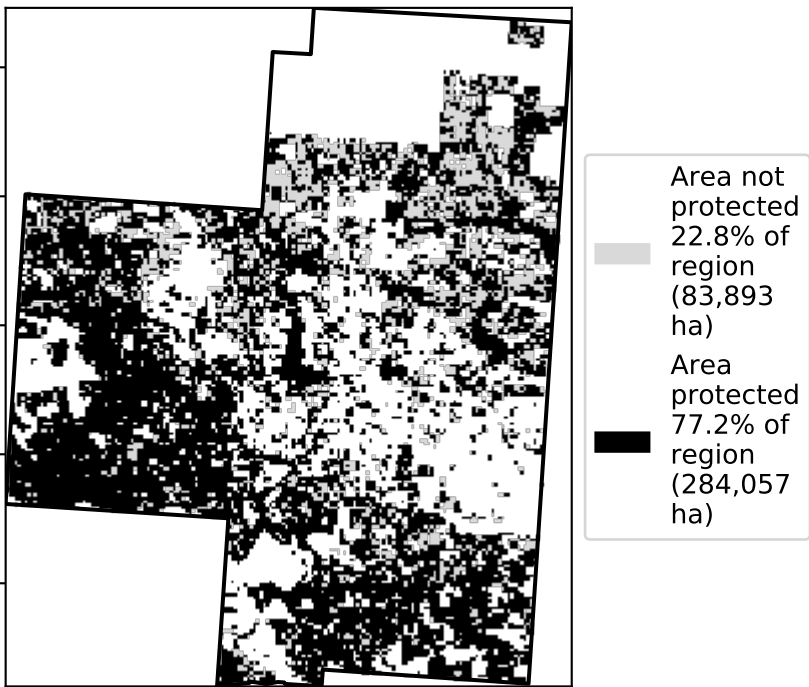 Area not
protected
22.8% of
region
(83,893
ha)
Area
protected
77.2% of
region
(284,057
ha)